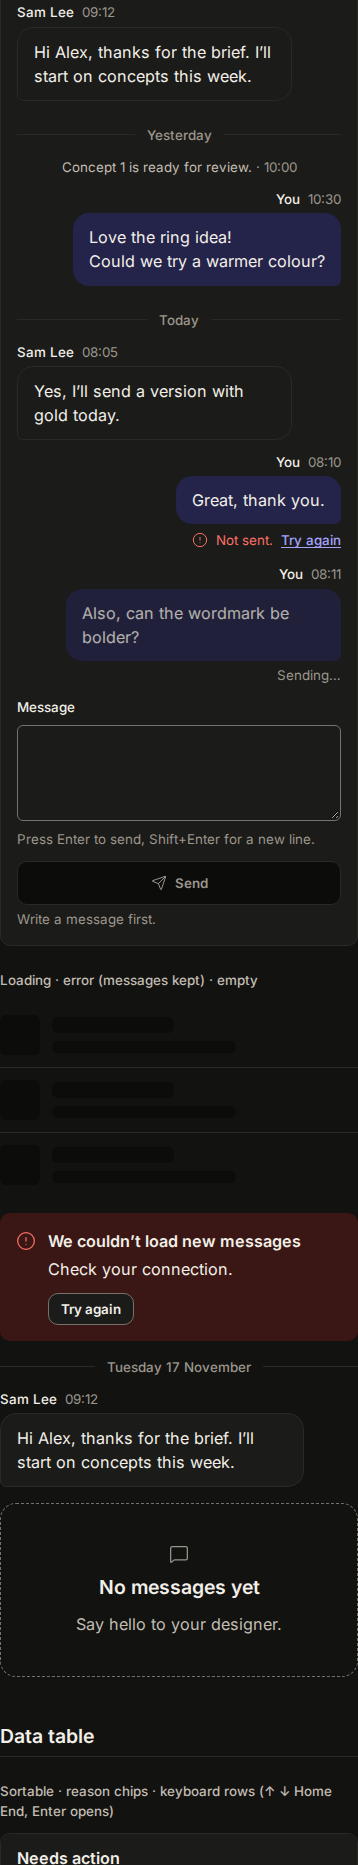 Sam Lee 09:12
Hi Alex, thanks for the brief. I’ll
start on concepts this week.
Yesterday
Concept 1 is ready for review. · 10:00
You 10:30
Love the ring idea!
Could we try a warmer colour?
Today
Sam Lee 08:05
Yes, I’ll send a version with
gold today.
You 08:10
Great, thank you.
Not sent. Try again
You 08:11
Also, can the wordmark be
bolder?
Sending…
Message
Press Enter to send, Shift+Enter for a new line.
Send
Write a message first.
Loading · error (messages kept) · empty
We couldn’t load new messages
Check your connection.
Try again
Tuesday 17 November
Sam Lee 09:12
Hi Alex, thanks for the brief. I’ll
start on concepts this week.
No messages yet
Say hello to your designer.
Data table
Sortable · reason chips · keyboard rows (↑ ↓ Home
End, Enter opens)
Needs action